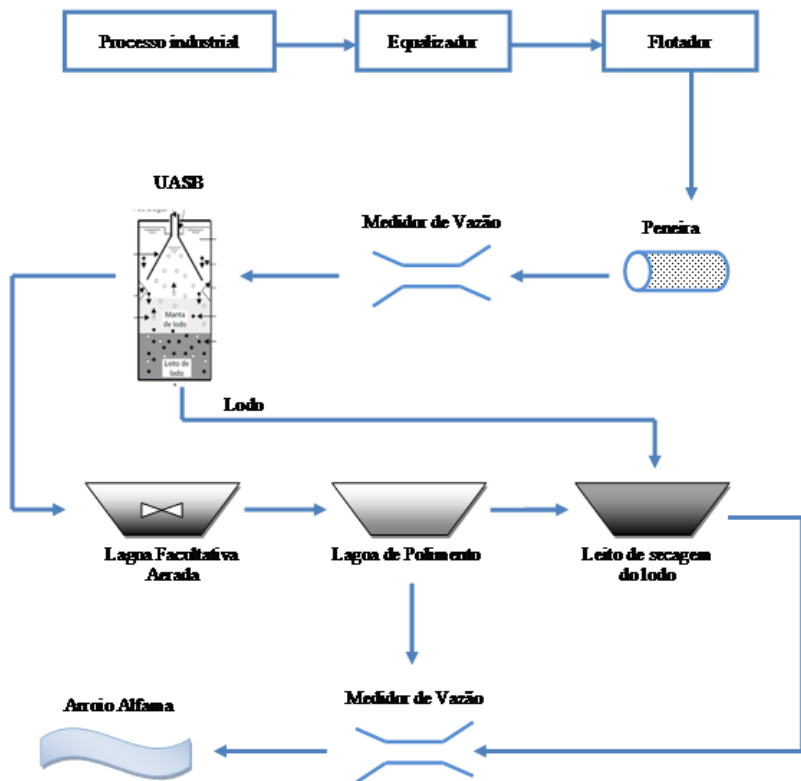 Processo industrial
Equalizador
Flotador
UASB
Medidor de Vazão
Peneira
Manta
de lodo
Leito de
lodo
Lodo
Lagoa Facultativa
Aerada
Lagoa de Polimento
Leito de secagem
do lodo
Arroio Alfama
Medidor de Vazão